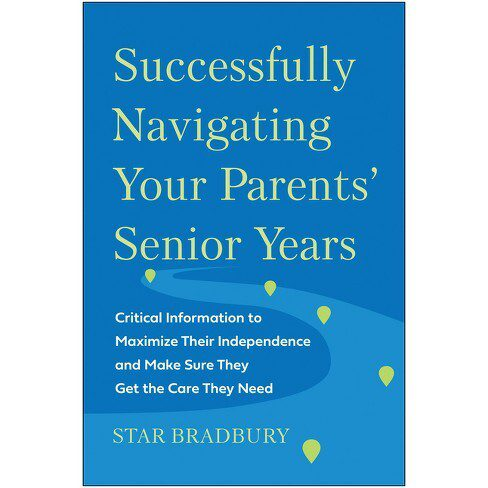 Successfully
Navigating
Your Parents’
Senior Years
Critical Information to
Maximize Their Independence
and Make Sure They
Get the Care They Need
STAR BRADBURY